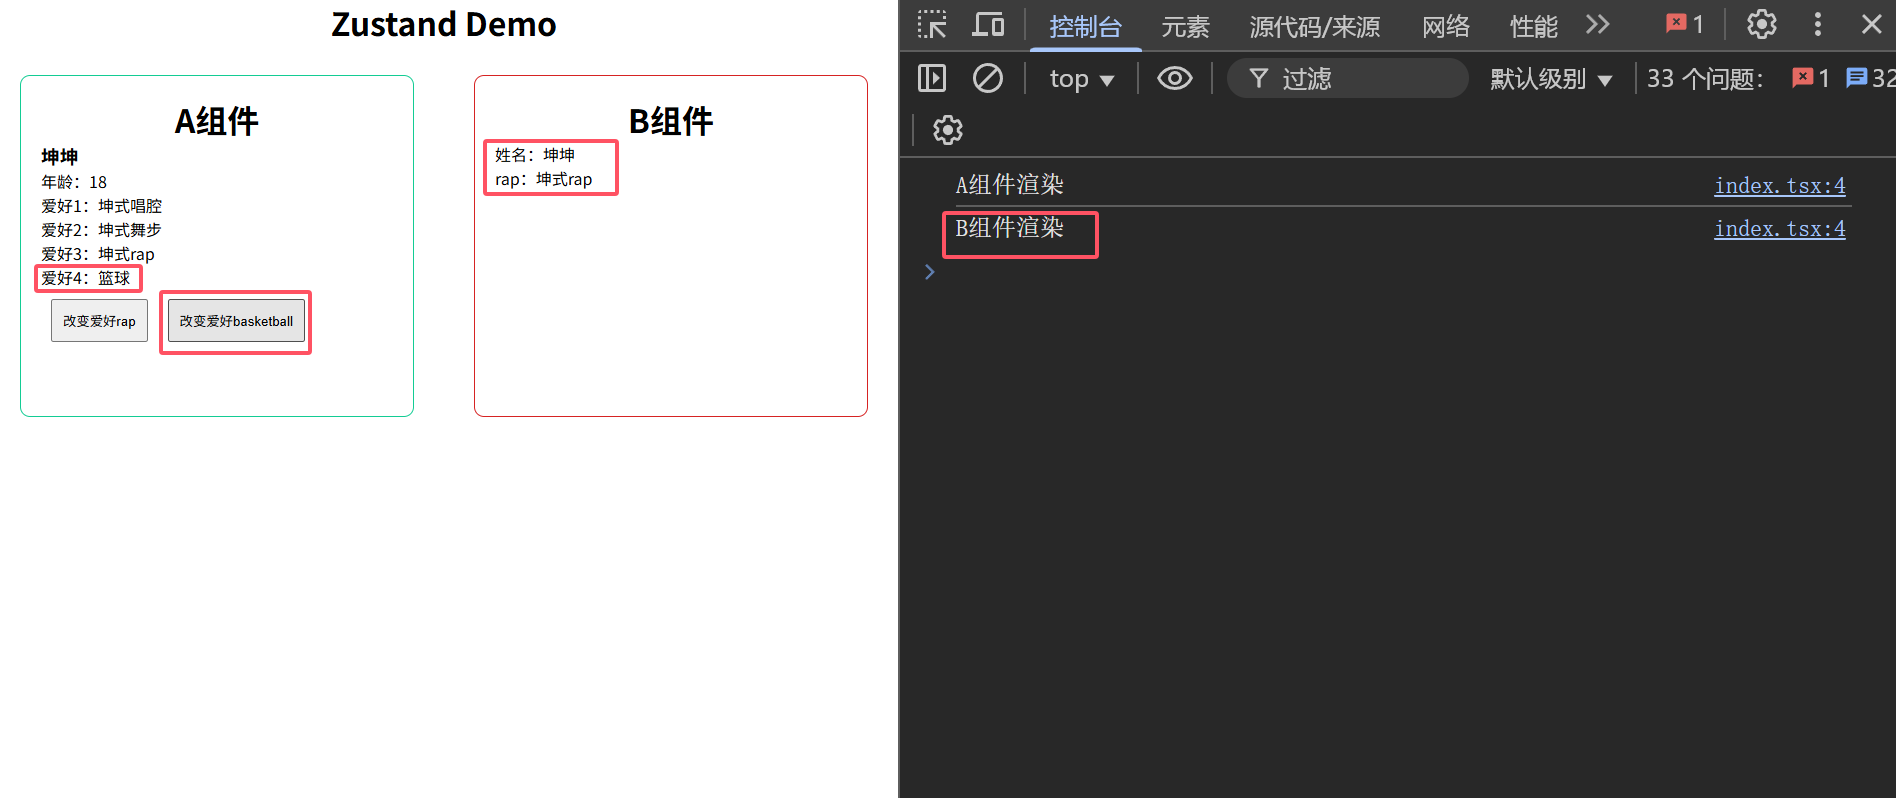 Zustand Demo
A组件
坤坤
年龄：18
爱好1：坤式唱腔
爱好2：坤式舞步
爱好3：坤式rap
爱好4：篮球
改变爱好rap
改变爱好basketball
B组件
姓名：坤坤
rap：坤式rap
控制台
元素
源代码/来源
网络
性能
1
top
过滤
默认级别
33 个问题：
1
32
A组件渲染 index.tsx:4
B组件渲染 index.tsx:4